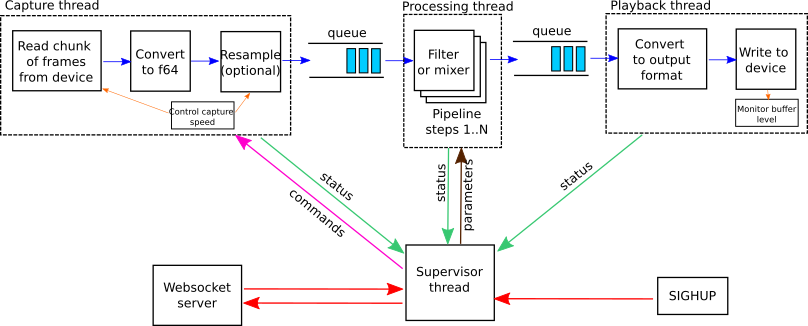 Capture thread
Read chunk
of frames
from device
Convert
to f64
Resample
(optional)
Control capture
speed
queue
Processing thread
Filter
or mixer
Pipeline
steps 1..N
queue
Playback thread
Convert
to output
format
Write to
device
Monitor buffer
level
status
commands
status
parameters
status
Websocket
server
Supervisor
thread
SIGHUP